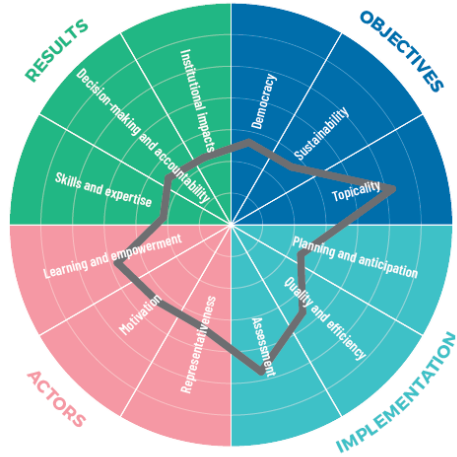 RESULTS
OBJECTIVES
Institutional impacts
Decision-making and accountability
Skills and expertise
Democracy
Sustainability
Topicality
Learning and empowerment
Motivation
Representativeness
Planning and anticipation
Quality and efficiency
Assessment
ACTORS
IMPLEMENTATION